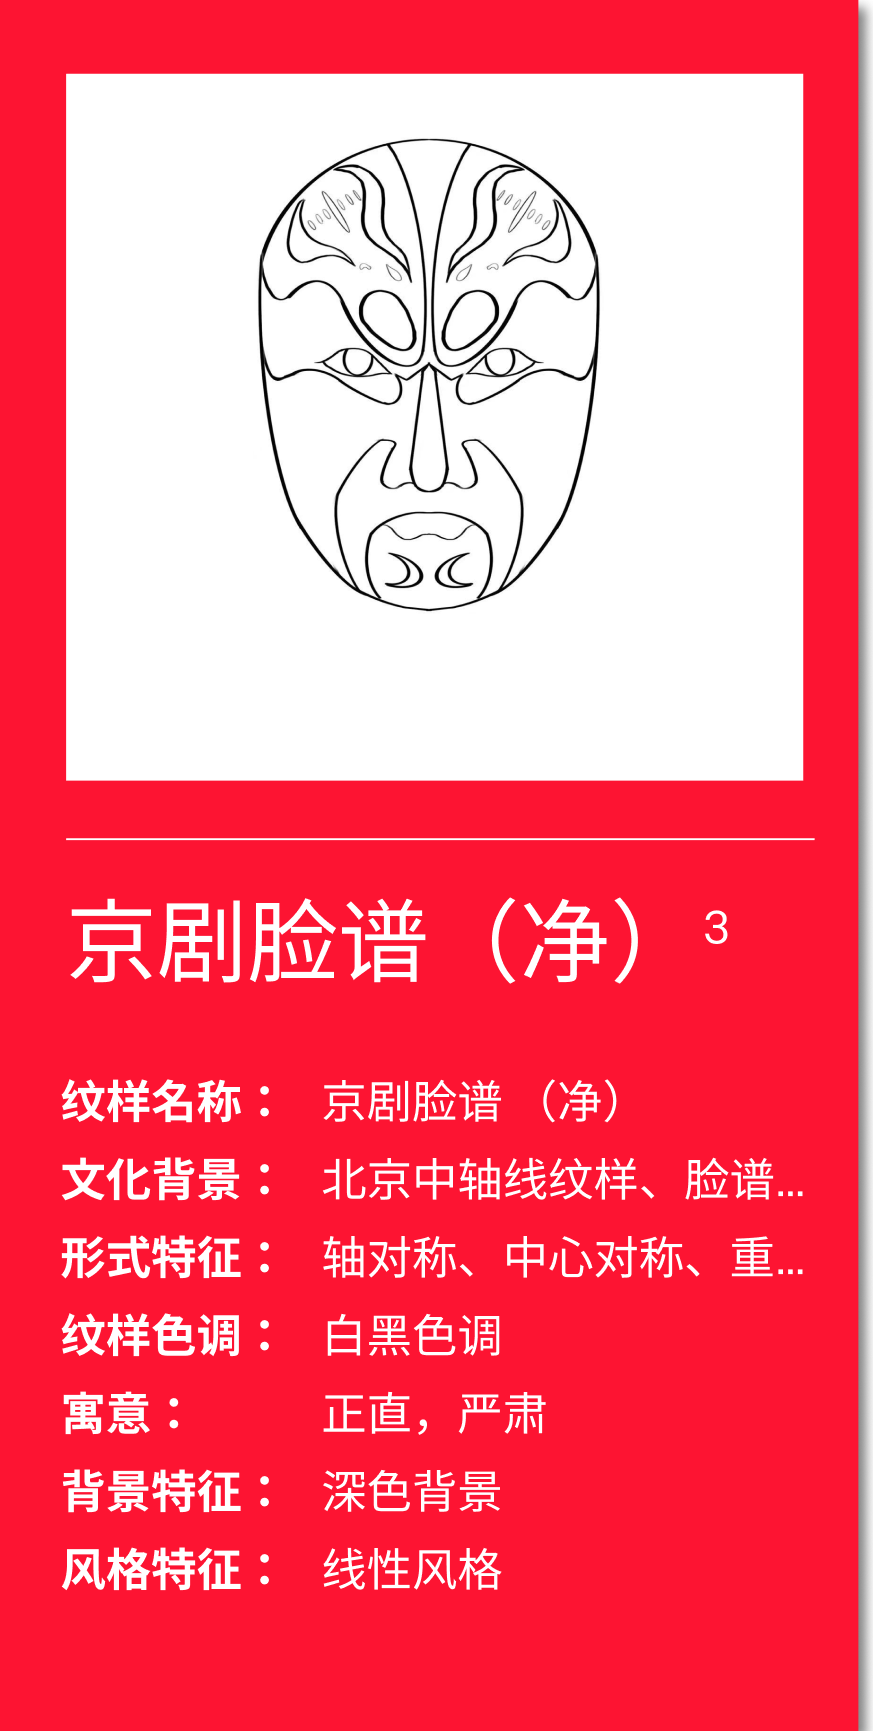 京剧脸谱（净） 3
纹样名称： 京剧脸谱 （净）
文化背景： 北京中轴线纹样、脸谱...
形式特征： 轴对称、中心对称、重...
纹样色调： 白黑色调
寓意： 正直，严肃
背景特征： 深色背景
风格特征： 线性风格